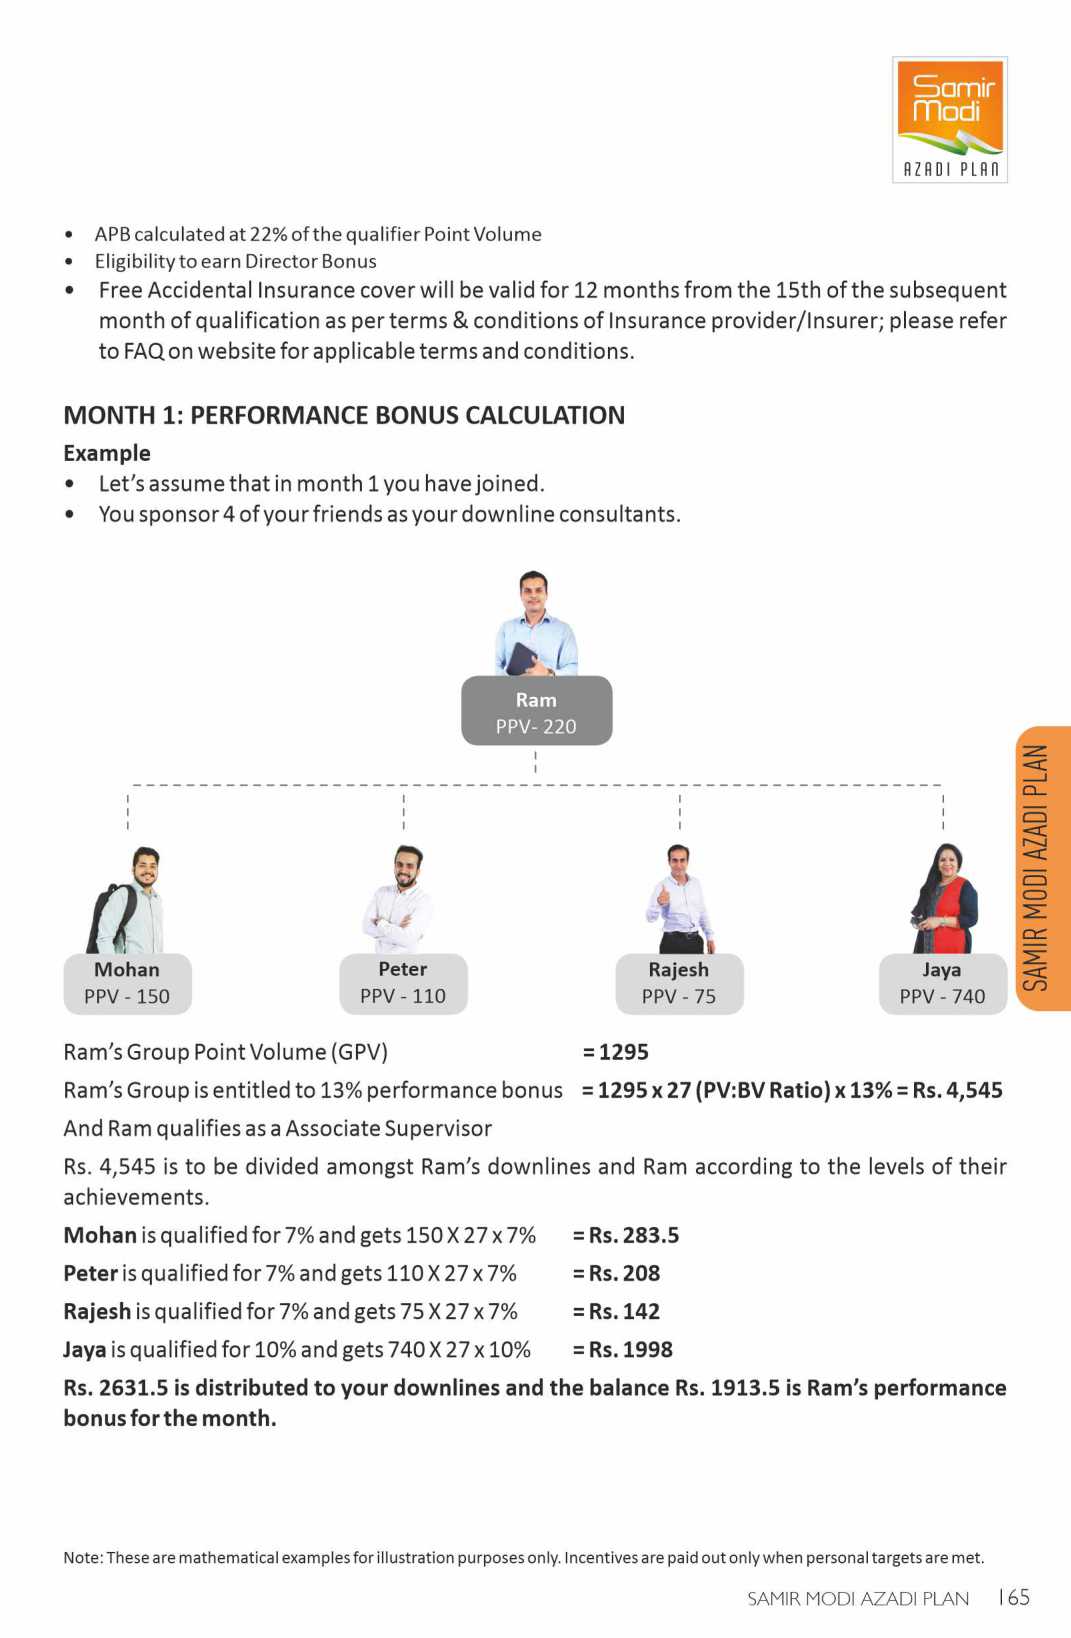 Samir
Modi
AZADI PLAN
• APB calculated at 22% of the qualifier Point Volume
• Eligibility to earn Director Bonus
• Free Accidental Insurance cover will be valid for 12 months from the 15th of the subsequent
month of qualification as per terms & conditions of Insurance provider/Insurer; please refer
to FAQ on website for applicable terms and conditions.
MONTH 1: PERFORMANCE BONUS CALCULATION
Example
• Let's assume that in month 1 you have joined.
• You sponsor 4 of your friends as your downline consultants.
Ram
PPV- 220
Mohan
PPV - 150
Peter
PPV - 110
Rajesh
PPV - 75
Jaya
PPV - 740
SAMIR MODI AZADI PLAN
Ram's Group Point Volume (GPV) = 1295
Ram's Group is entitled to 13% performance bonus = 1295 x 27 (PV:BV Ratio) x 13% = Rs. 4,545
And Ram qualifies as a Associate Supervisor
Rs. 4,545 is to be divided amongst Ram's downlines and Ram according to the levels of their
achievements.
Mohan is qualified for 7% and gets 150 X 27 x 7% = Rs. 283.5
Peter is qualified for 7% and gets 110 X 27 x 7% = Rs. 208
Rajesh is qualified for 7% and gets 75 X 27 x 7% = Rs. 142
Jaya is qualified for 10% and gets 740 X 27 x 10% = Rs. 1998
Rs. 2631.5 is distributed to your downlines and the balance Rs. 1913.5 is Ram's performance
bonus for the month.
Note: These are mathematical examples for illustration purposes only. Incentives are paid out only when personal targets are met.
SAMIR MODI AZADI PLAN 165